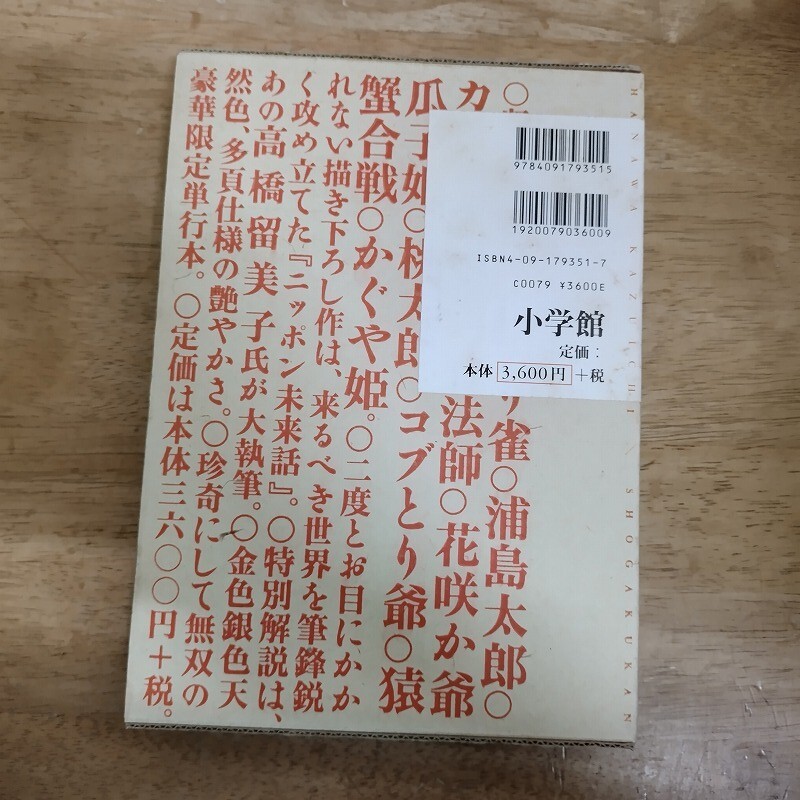 HANAWA KAZUICHI SHOGAKUKAN
9784091793515
1920079036009
ISBN4-09-179351-7
C0079 ¥3600E
小学館
定価：
本体 3,600円 +税
り雀○浦島太郎○
カ 法師○花咲か爺
瓜子姫○桃太郎○コブとり爺○猿
蟹合戦○かぐや姫。○二度とお目にかか
れない描き下ろし作は、来るべき世界を筆鋒鋭
く攻め立てた『ニッポン未来話』。○特別解説は、
あの高橋留美子氏が大執筆。○金色銀色天
然色、多頁仕様の艶やかさ。○珍奇にして無双の
豪華限定単行本。○定価は本体三六〇〇円＋税。